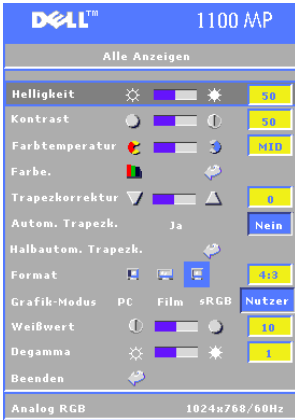 DELL™ 1100 MP
Alle Anzeigen
Helligkeit 50
Kontrast 50
Farbtemperatur MID
Farbe.
Trapezkorrektur 0
Autom. Trapezk. Ja Nein
Halbautom. Trapezk.
Format 4:3
Grafik-Modus PC Film sRGB Nutzer
Weißwert 10
Degamma 1
Beenden
Analog RGB 1024x768/60Hz